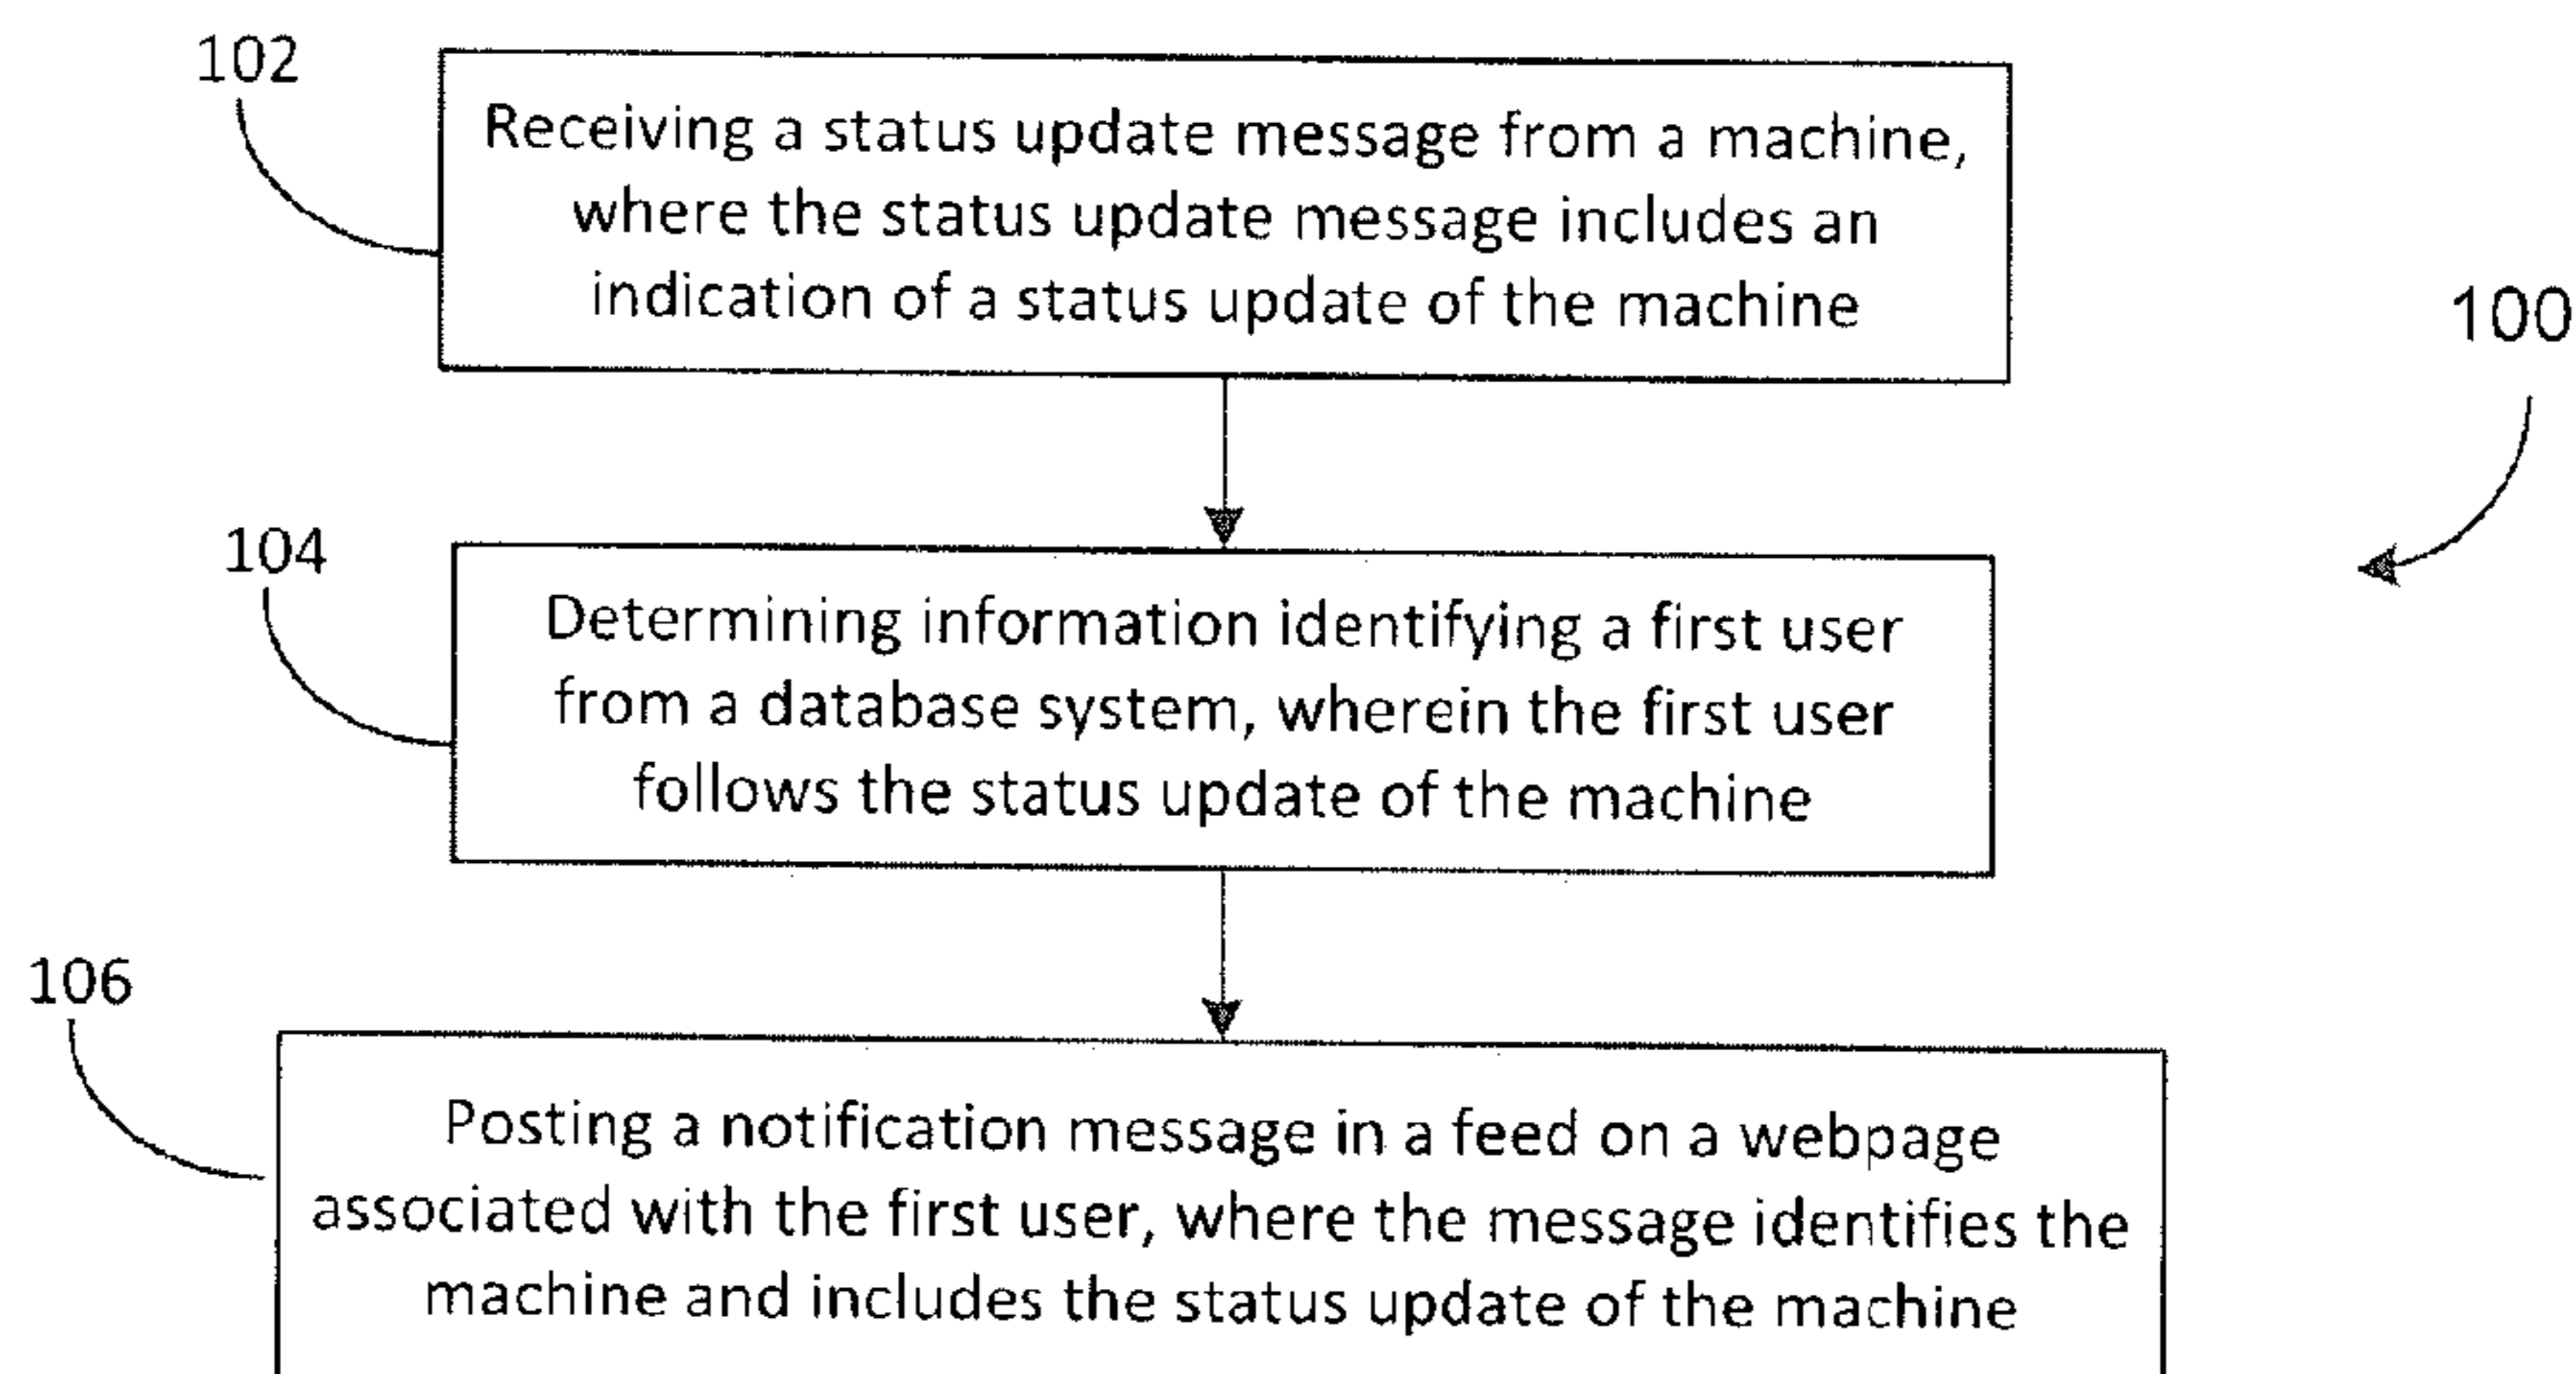 102
Receiving a status update message from a machine,
where the status update message includes an
indication of a status update of the machine
100
104
Determining information identifying a first user
from a database system, wherein the first user
follows the status update of the machine
106
Posting a notification message in a feed on a webpage
associated with the first user, where the message identifies the
machine and includes the status update of the machine